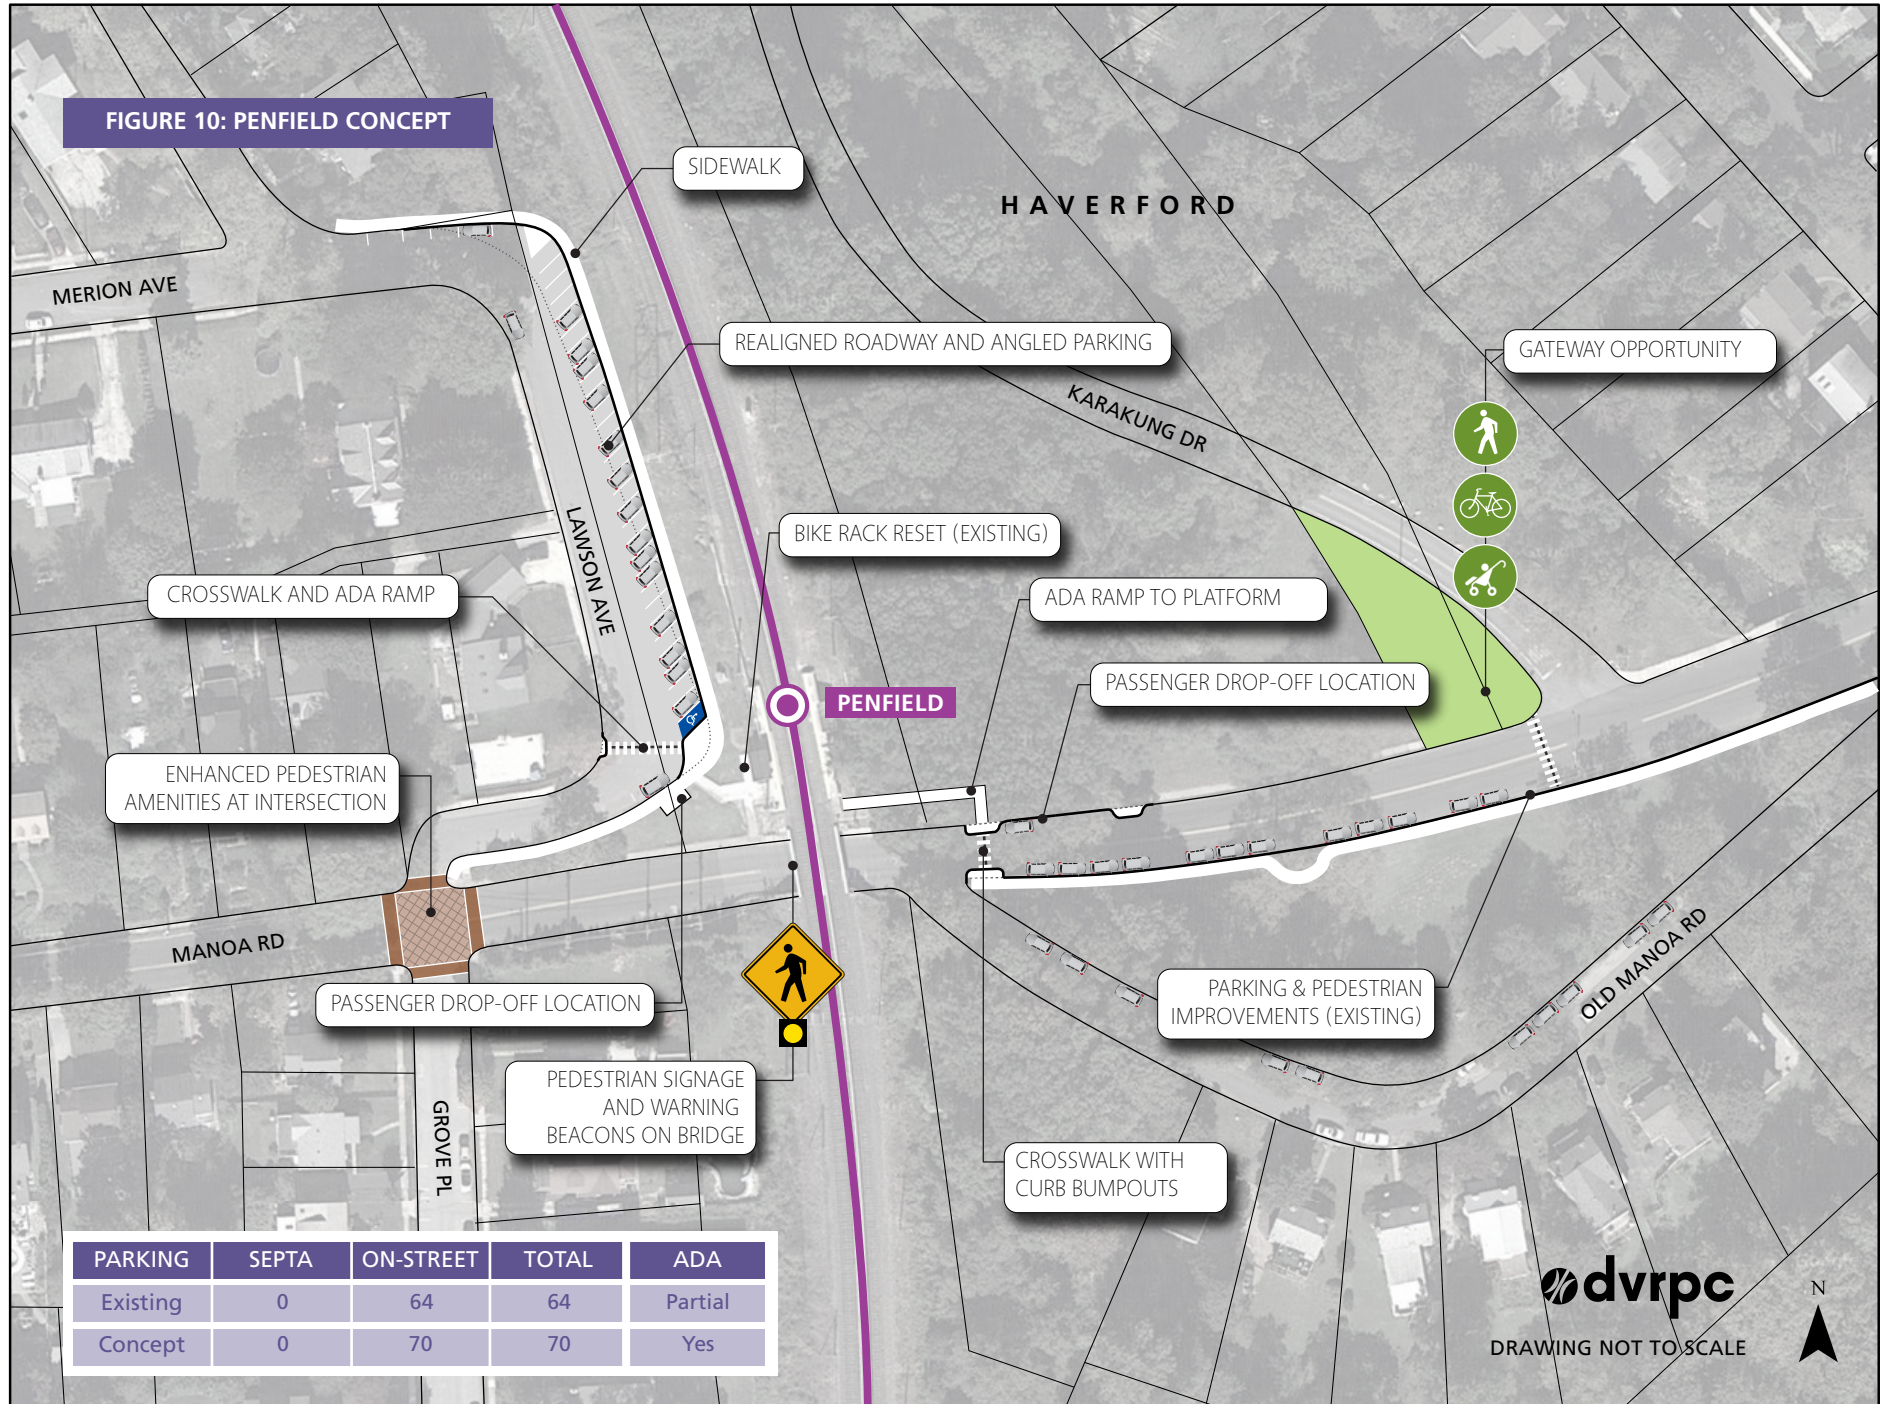 FIGURE 10: PENFIELD CONCEPT
SIDEWALK
HAVERFORD
MERION AVE
REALIGNED ROADWAY AND ANGLED PARKING
GATEWAY OPPORTUNITY
KARAKUNG DR
LAWSON AVE
BIKE RACK RESET (EXISTING)
CROSSWALK AND ADA RAMP
ADA RAMP TO PLATFORM
PASSENGER DROP-OFF LOCATION
PENFIELD
ENHANCED PEDESTRIAN
AMENITIES AT INTERSECTION
MANOA RD
PASSENGER DROP-OFF LOCATION
PARKING & PEDESTRIAN
IMPROVEMENTS (EXISTING)
OLD MANOA RD
PEDESTRIAN SIGNAGE
AND WARNING
BEACONS ON BRIDGE
GROVE PL
CROSSWALK WITH
CURB BUMPOUTS
PARKING SEPTA ON-STREET TOTAL ADA
Existing 0 64 64 Partial
Concept 0 70 70 Yes
dvrpc
N
DRAWING NOT TO SCALE